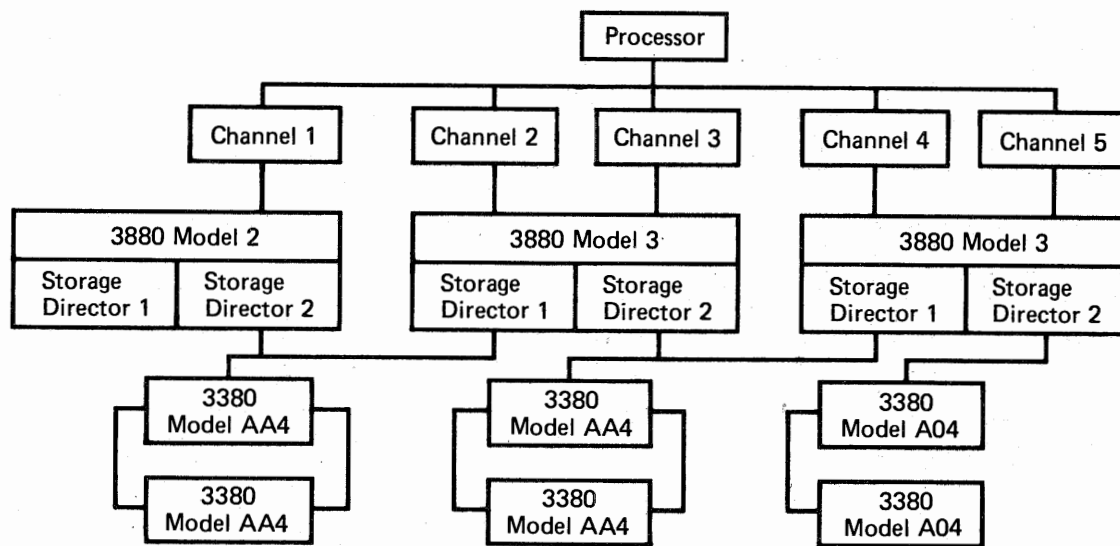 Processor
Channel 1
Channel 2
Channel 3
Channel 4
Channel 5
3880 Model 2
3880 Model 3
3880 Model 3
Storage
Director 1
Storage
Director 2
Storage
Director 1
Storage
Director 2
Storage
Director 1
Storage
Director 2
3380
Model AA4
3380
Model AA4
3380
Model A04
3380
Model AA4
3380
Model AA4
3380
Model A04